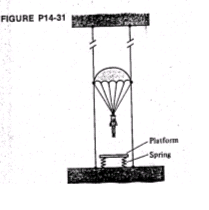 FIGURE P14-31
Platform
Spring